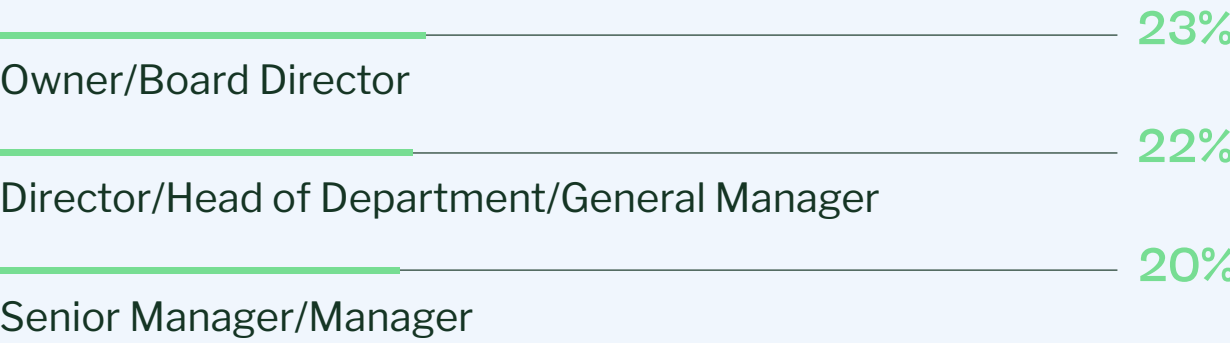 23%
Owner/Board Director
22%
Director/Head of Department/General Manager
20%
Senior Manager/Manager